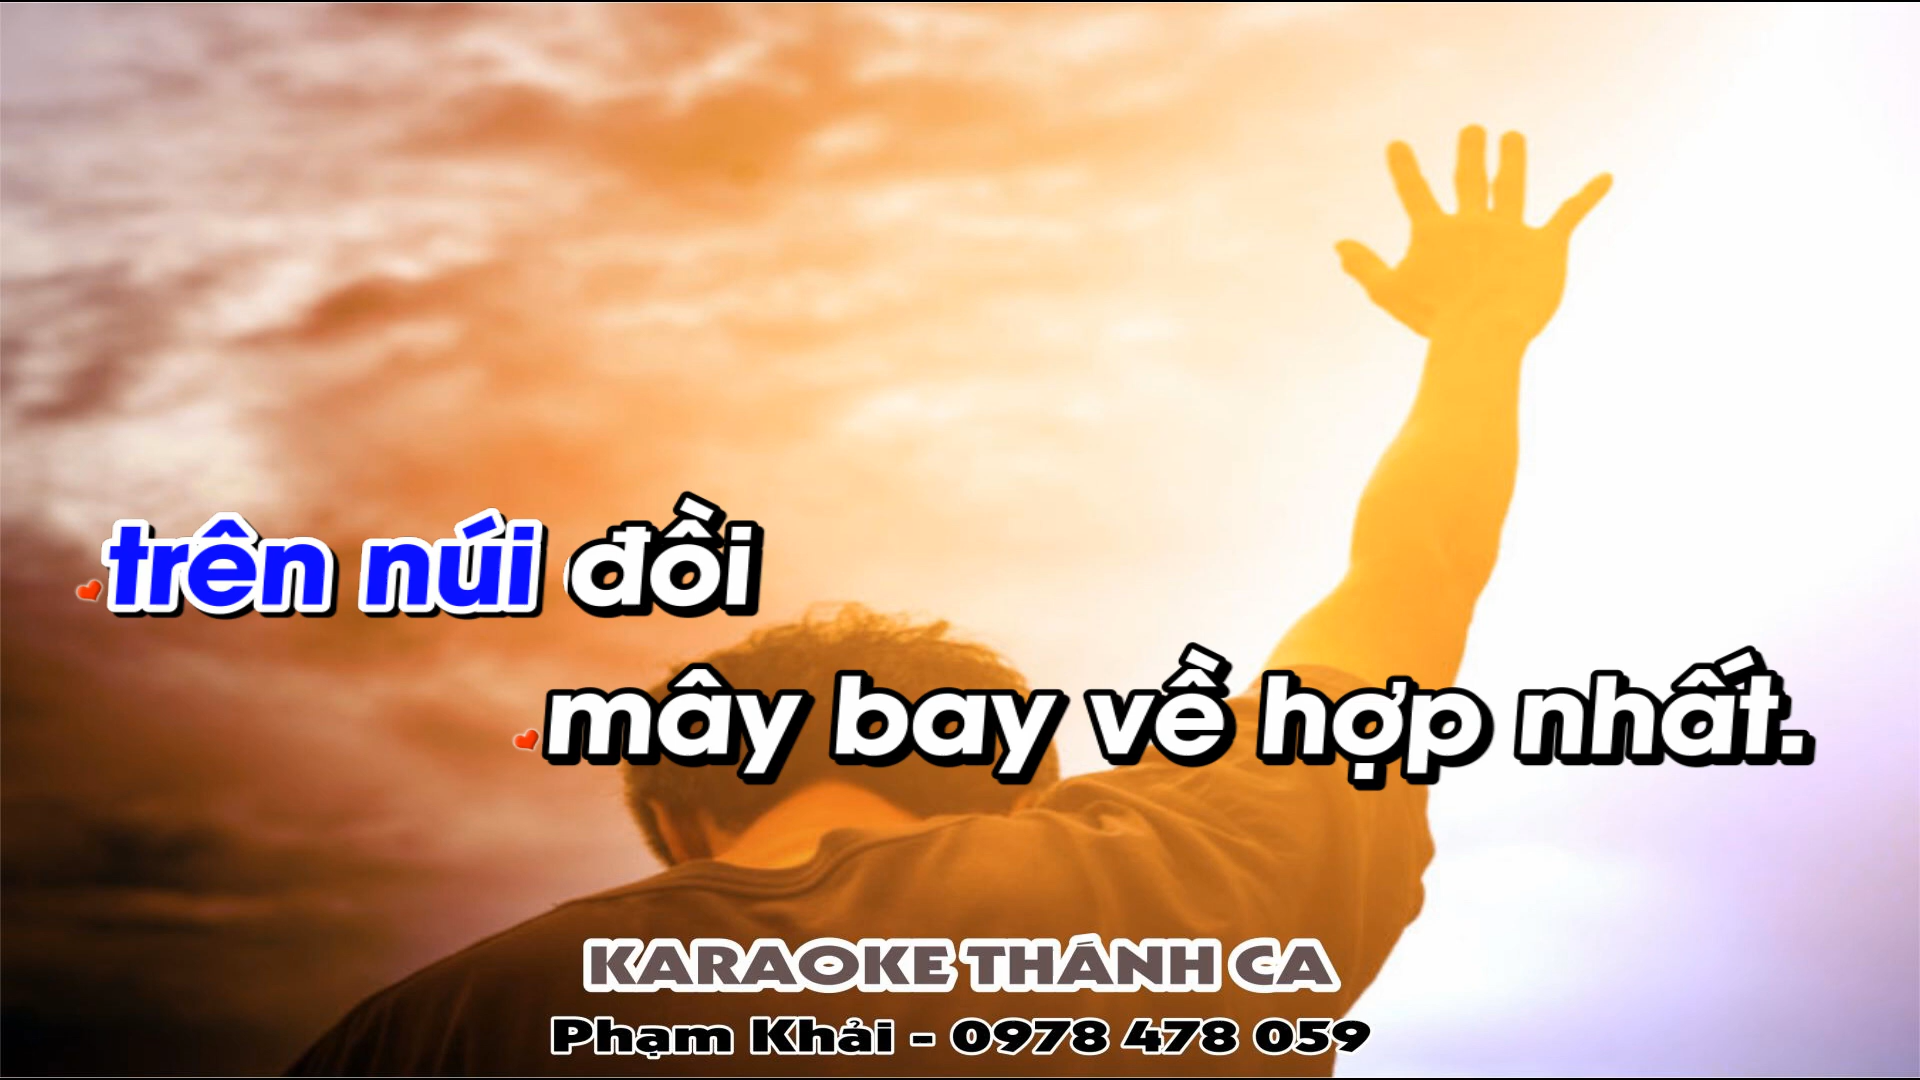 trên núi đồi
mây bay về hợp nhất.
KARAOKE THÁNH CA
Phạm Khải - 0978 478 059